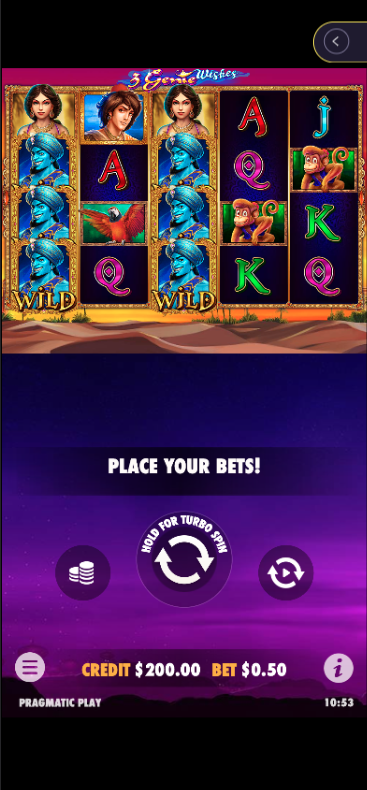 3 Genie Wishes
A J
A Q
K
WILD Q WILD K Q
PLACE YOUR BETS!
HOLD FOR TURBO SPIN
CREDIT $200.00 BET $0.50
PRAGMATIC PLAY 10:53